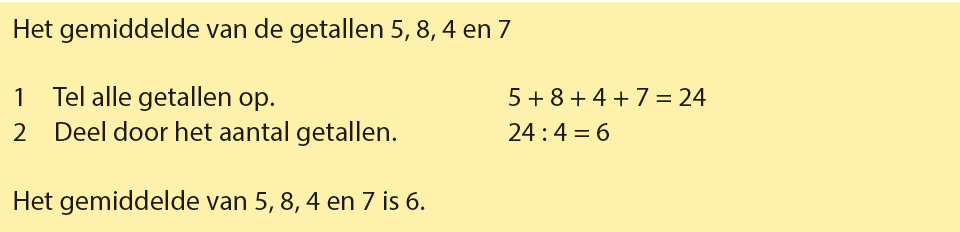 Het gemiddelde van de getallen 5, 8, 4 en 7
1 Tel alle getallen op. 5 + 8 + 4 + 7 = 24
2 Deel door het aantal getallen. 24 : 4 = 6
Het gemiddelde van 5, 8, 4 en 7 is 6.